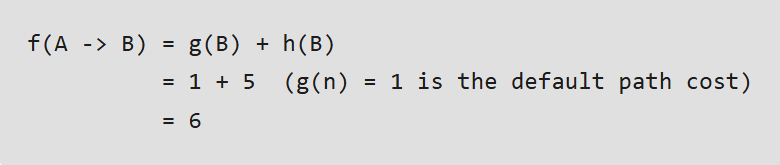 f(A -> B) = g(B) + h(B)
= 1 + 5 (g(n) = 1 is the default path cost)
= 6